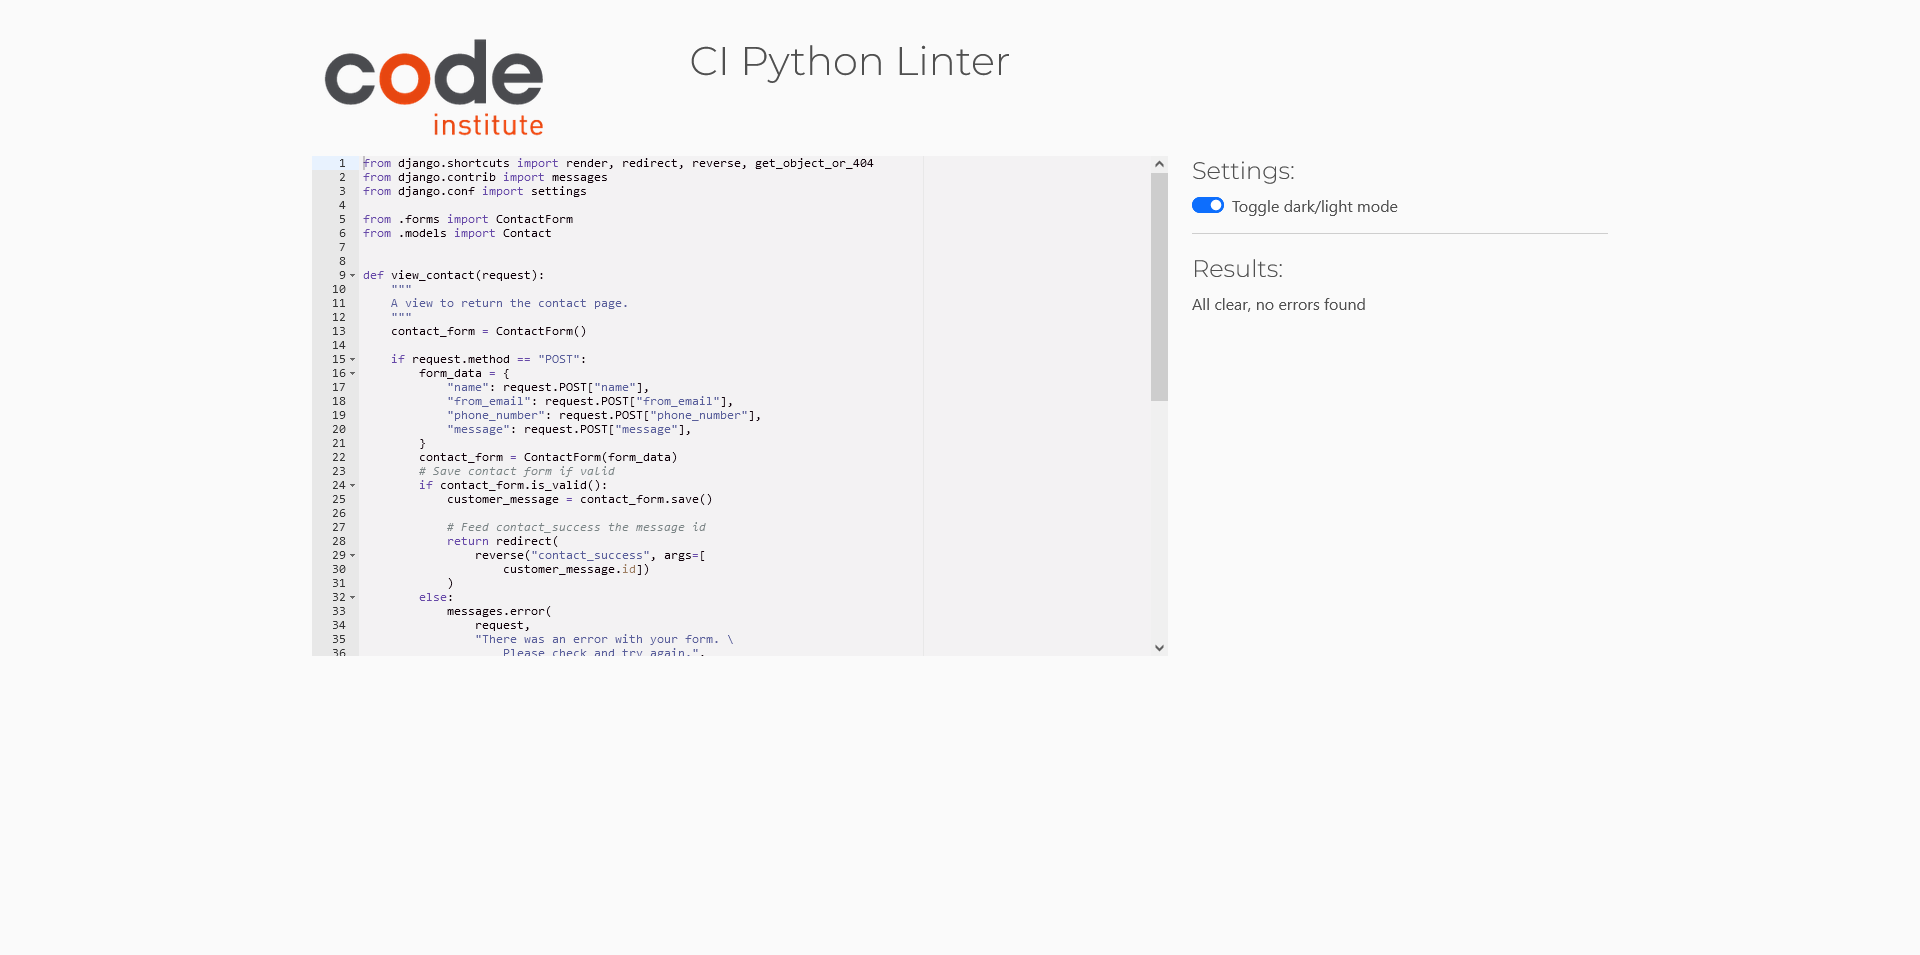 code
institute
CI Python Linter
1 from django.shortcuts import render, redirect, reverse, get_object_or_404
2 from django.contrib import messages
3 from django.conf import settings
4
5 from .forms import ContactForm
6 from .models import Contact
7
8
9 def view_contact(request):
10     """
11     A view to return the contact page.
12     """
13     contact_form = ContactForm()
14
15     if request.method == "POST":
16         form_data = {
17             "name": request.POST["name"],
18             "from_email": request.POST["from_email"],
19             "phone_number": request.POST["phone_number"],
20             "message": request.POST["message"],
21         }
22         contact_form = ContactForm(form_data)
23         # Save contact form if valid
24         if contact_form.is_valid():
25             customer_message = contact_form.save()
26
27             # Feed contact_success the message id
28             return redirect(
29                 reverse("contact_success", args=[
30                     customer_message.id])
31             )
32         else:
33             messages.error(
34                 request,
35                 "There was an error with your form. \
36                     Please check and try again.",
Settings:
Toggle dark/light mode
Results:
All clear, no errors found